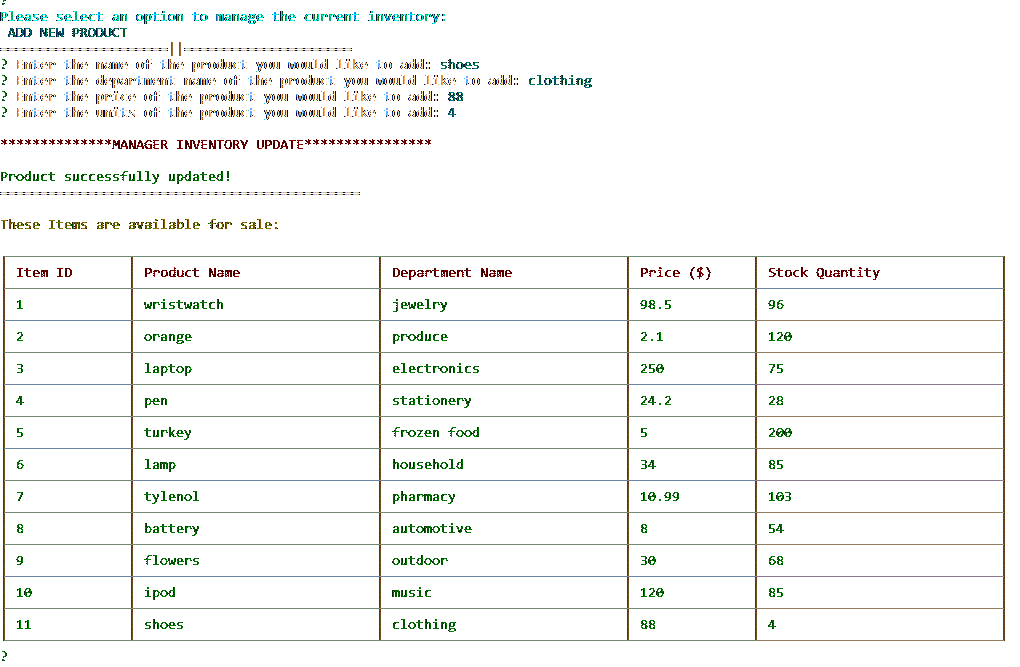 ?
Please select an option to manage the current inventory:
ADD NEW PRODUCT
=====================||=====================
? Enter the name of the product you would like to add: shoes
? Enter the department name of the product you would like to add: clothing
? Enter the price of the product you would like to add: 88
? Enter the units of the product you would like to add: 4
**************MANAGER INVENTORY UPDATE****************
Product successfully updated!
=============================================
These Items are available for sale:
Item ID Product Name Department Name Price ($) Stock Quantity
1 wristwatch jewelry 98.5 96
2 orange produce 2.1 120
3 laptop electronics 250 75
4 pen stationery 24.2 28
5 turkey frozen food 5 200
6 lamp household 34 85
7 tylenol pharmacy 10.99 103
8 battery automotive 8 54
9 flowers outdoor 30 68
10 ipod music 120 85
11 shoes clothing 88 4
?